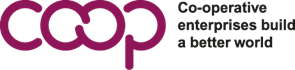 coop
Co-operative
enterprises build
a better world